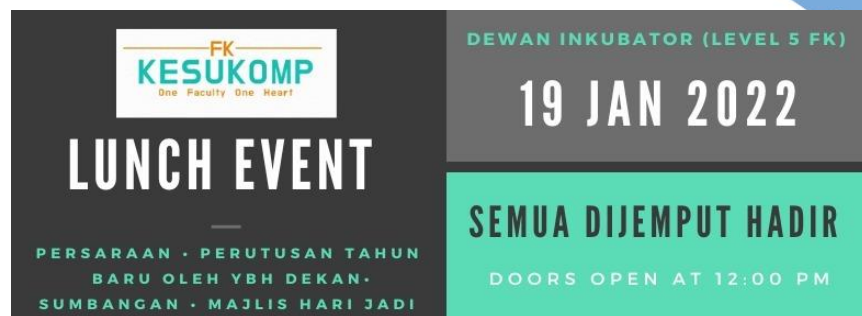 FK
KESUKOMP
One Faculty One Heart
LUNCH EVENT
PERSARAAN • PERUTUSAN TAHUN
BARU OLEH YBH DEKAN•
SUMBANGAN • MAJLIS HARI JADI
DEWAN INKUBATOR (LEVEL 5 FK)
19 JAN 2022
SEMUA DIJEMPUT HADIR
DOORS OPEN AT 12:00 PM